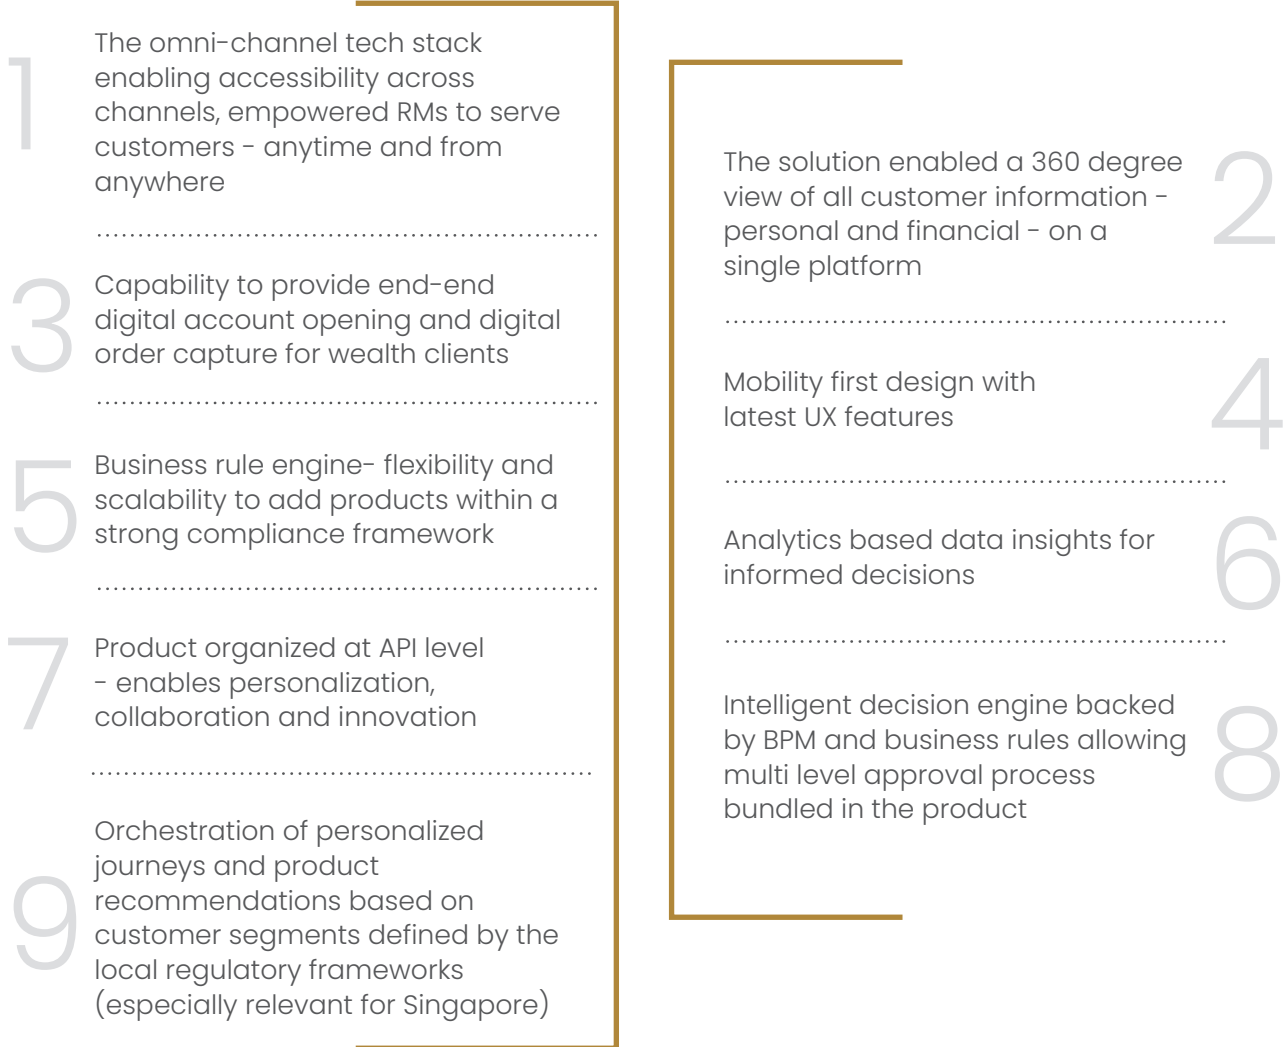 1
The omni-channel tech stack
enabling accessibility across
channels, empowered RMs to serve
customers - anytime and from
anywhere
2
The solution enabled a 360 degree
view of all customer information -
personal and financial - on a
single platform
3
Capability to provide end-end
digital account opening and digital
order capture for wealth clients
4
Mobility first design with
latest UX features
5
Business rule engine- flexibility and
scalability to add products within a
strong compliance framework
6
Analytics based data insights for
informed decisions
7
Product organized at API level
- enables personalization,
collaboration and innovation
8
Intelligent decision engine backed
by BPM and business rules allowing
multi level approval process
bundled in the product
9
Orchestration of personalized
journeys and product
recommendations based on
customer segments defined by the
local regulatory frameworks
(especially relevant for Singapore)